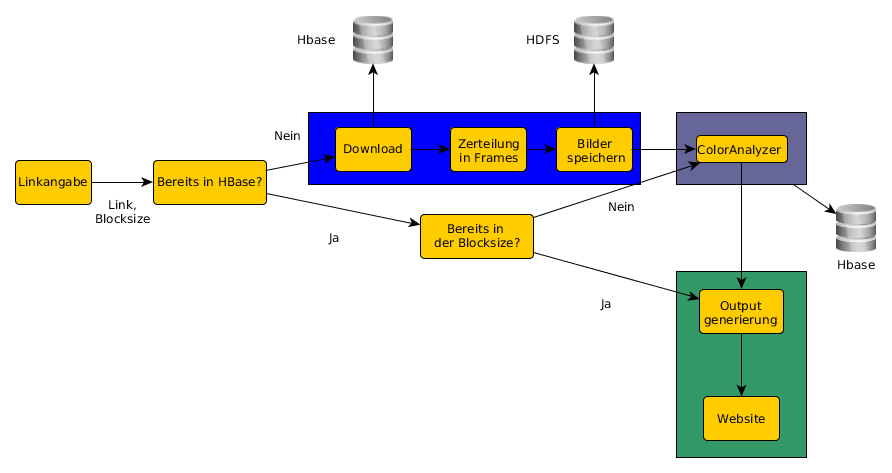 Hbase
HDFS
Nein
Download
Zerteilung
in Frames
Bilder
speichern
ColorAnalyzer
Linkangabe
Bereits in HBase?
Link,
Blocksize
Nein
Ja
Bereits in
der Blocksize?
Hbase
Ja
Output
generierung
Website